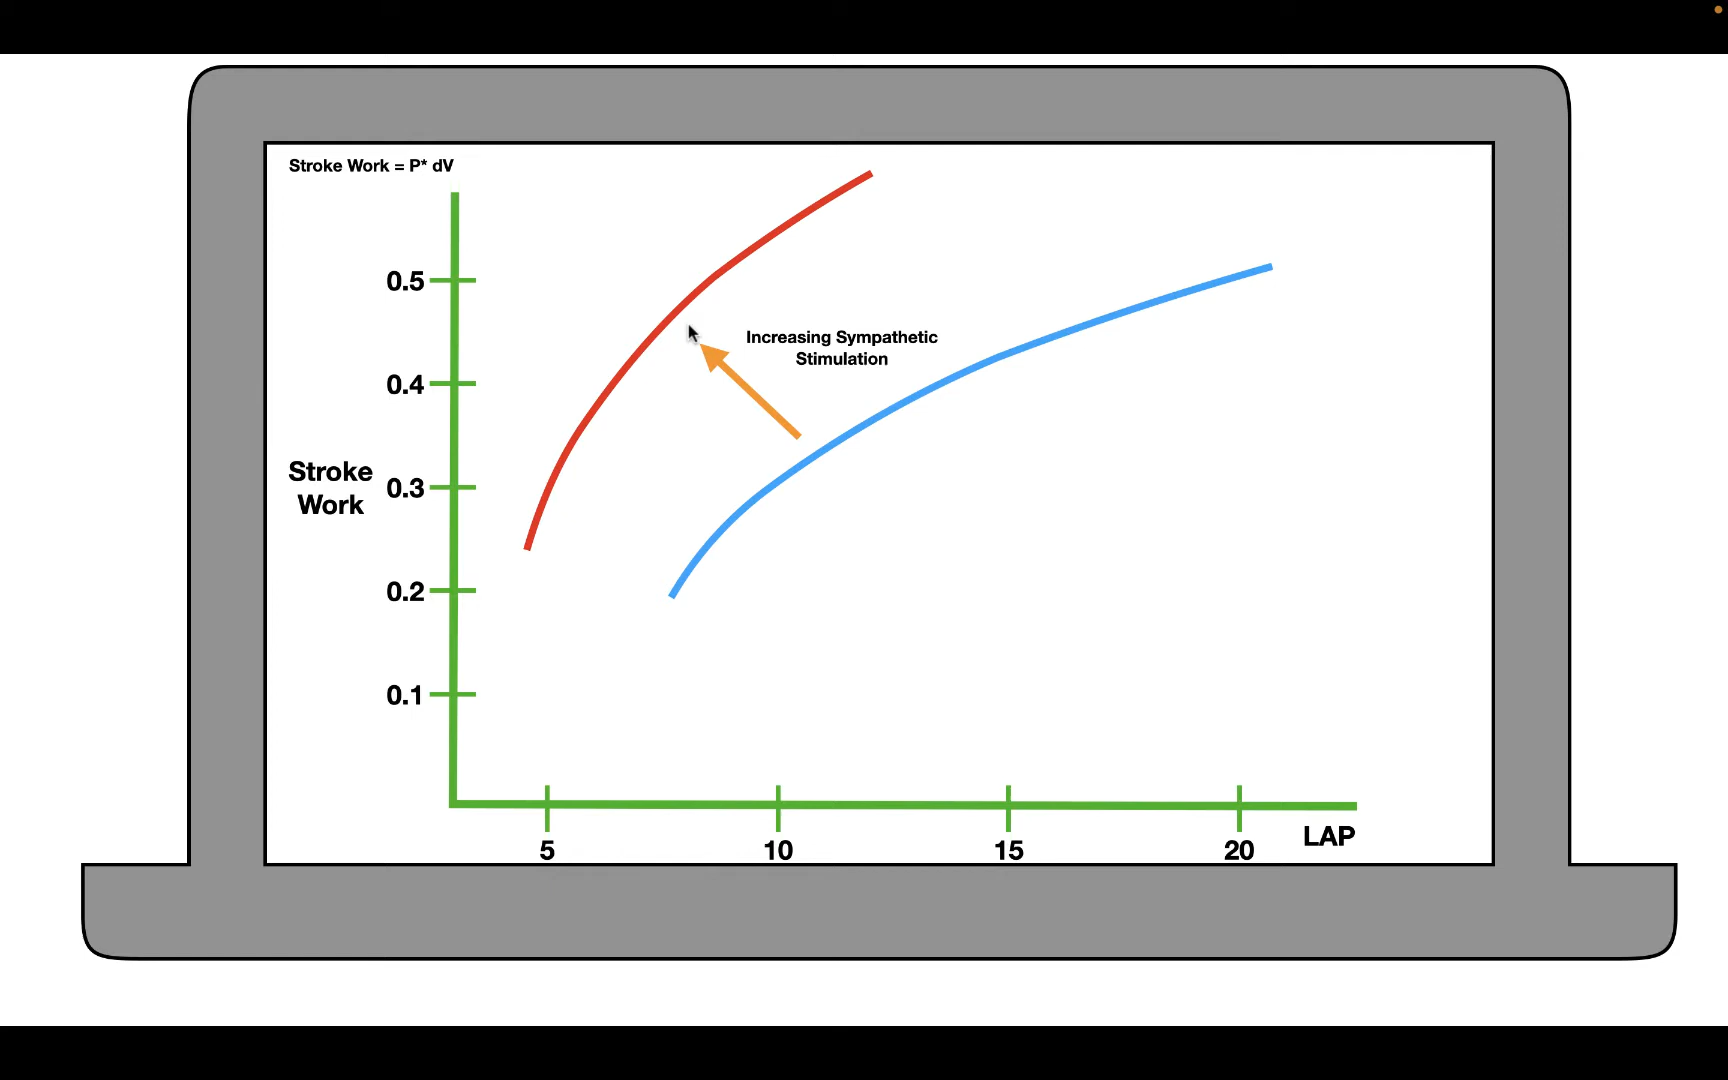 Stroke Work = P* dV
0.5
Increasing Sympathetic
Stimulation
0.4
Stroke
Work
0.3
0.2
0.1
5
10
15
20
LAP